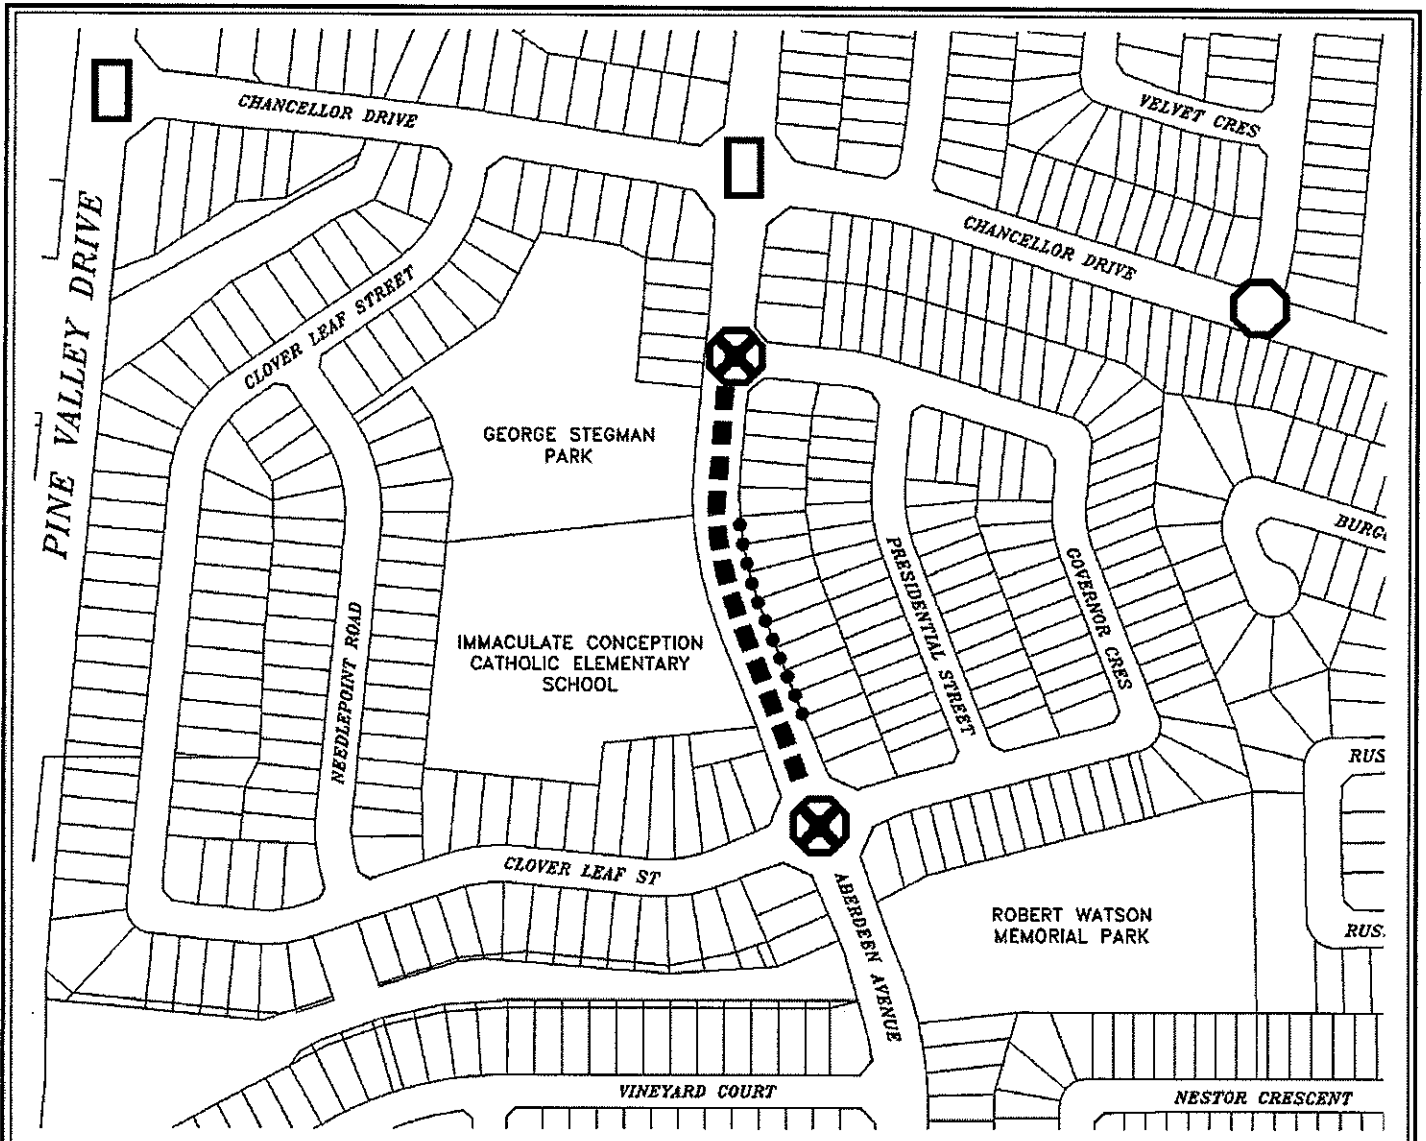 VELVET CRES
CHANCELLOR DRIVE
CHANCELLOR DRIVE
PINE VALLEY DRIVE
CLOVER LEAF STREET
GEORGE STEGMAN
PARK
BURG
PRESIDENTIAL STREET
GOVERNOR CRES
IMMACULATE CONCEPTION
CATHOLIC ELEMENTARY
SCHOOL
NEEDLEPOINT ROAD
RUS
CLOVER LEAF ST
ABERDEEN AVENUE
ROBERT WATSON
MEMORIAL PARK
RUS
VINEYARD COURT
NESTOR CRESCENT